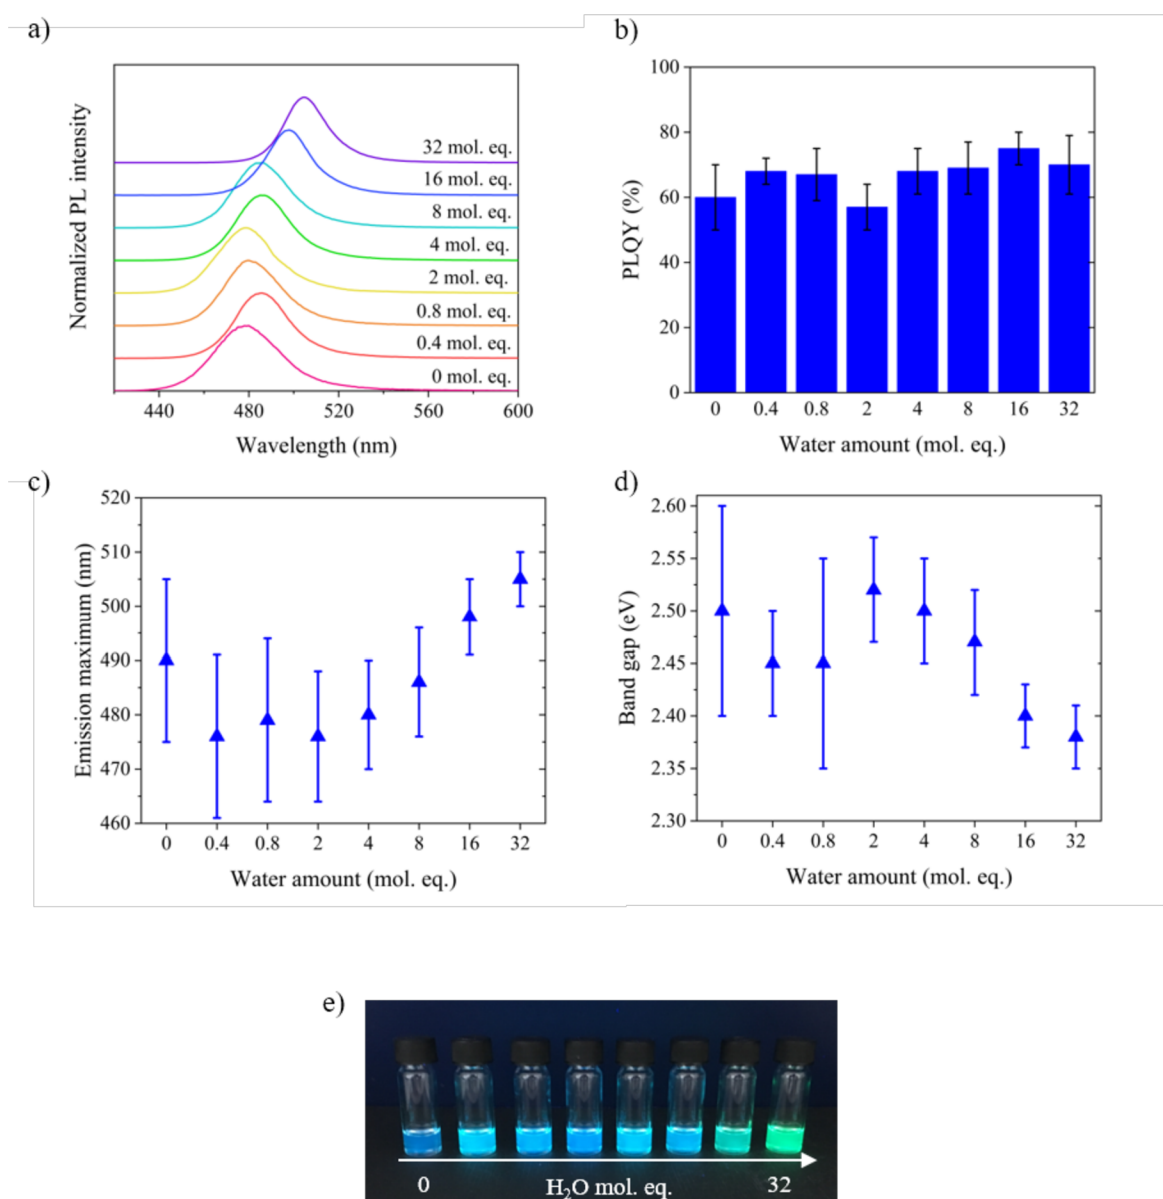 a)
Normalized PL intensity
32 mol. eq.
16 mol. eq.
8 mol. eq.
4 mol. eq.
2 mol. eq.
0.8 mol. eq.
0.4 mol. eq.
0 mol. eq.
440 480 520 560 600
Wavelength (nm)
b)
PLQY (%)
100
80
60
40
20
0
0 0.4 0.8 2 4 8 16 32
Water amount (mol. eq.)
c)
Emission maximum (nm)
520
510
500
490
480
470
460
0 0.4 0.8 2 4 8 16 32
Water amount (mol. eq.)
d)
Band gap (eV)
2.60
2.55
2.50
2.45
2.40
2.35
2.30
0 0.4 0.8 2 4 8 16 32
Water amount (mol. eq.)
e)
0 H₂O mol. eq. 32